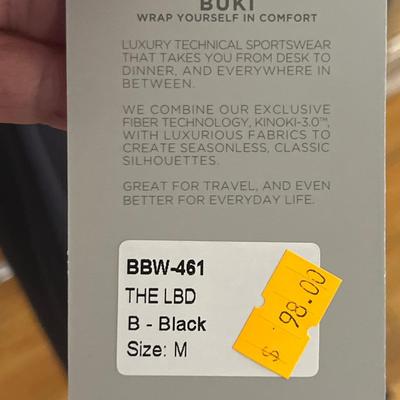 BUKI
WRAP YOURSELF IN COMFORT
LUXURY TECHNICAL SPORTSWEAR
THAT TAKES YOU FROM DESK TO
DINNER, AND EVERYWHERE IN
BETWEEN.
WE COMBINE OUR EXCLUSIVE
FIBER TECHNOLOGY, KINOKI-3.0™,
WITH LUXURIOUS FABRICS TO
CREATE SEASONLESS, CLASSIC
SILHOUETTES.
GREAT FOR TRAVEL, AND EVEN
BETTER FOR EVERYDAY LIFE.
BBW-461
THE LBD
B - Black
Size: M
$ 98.00